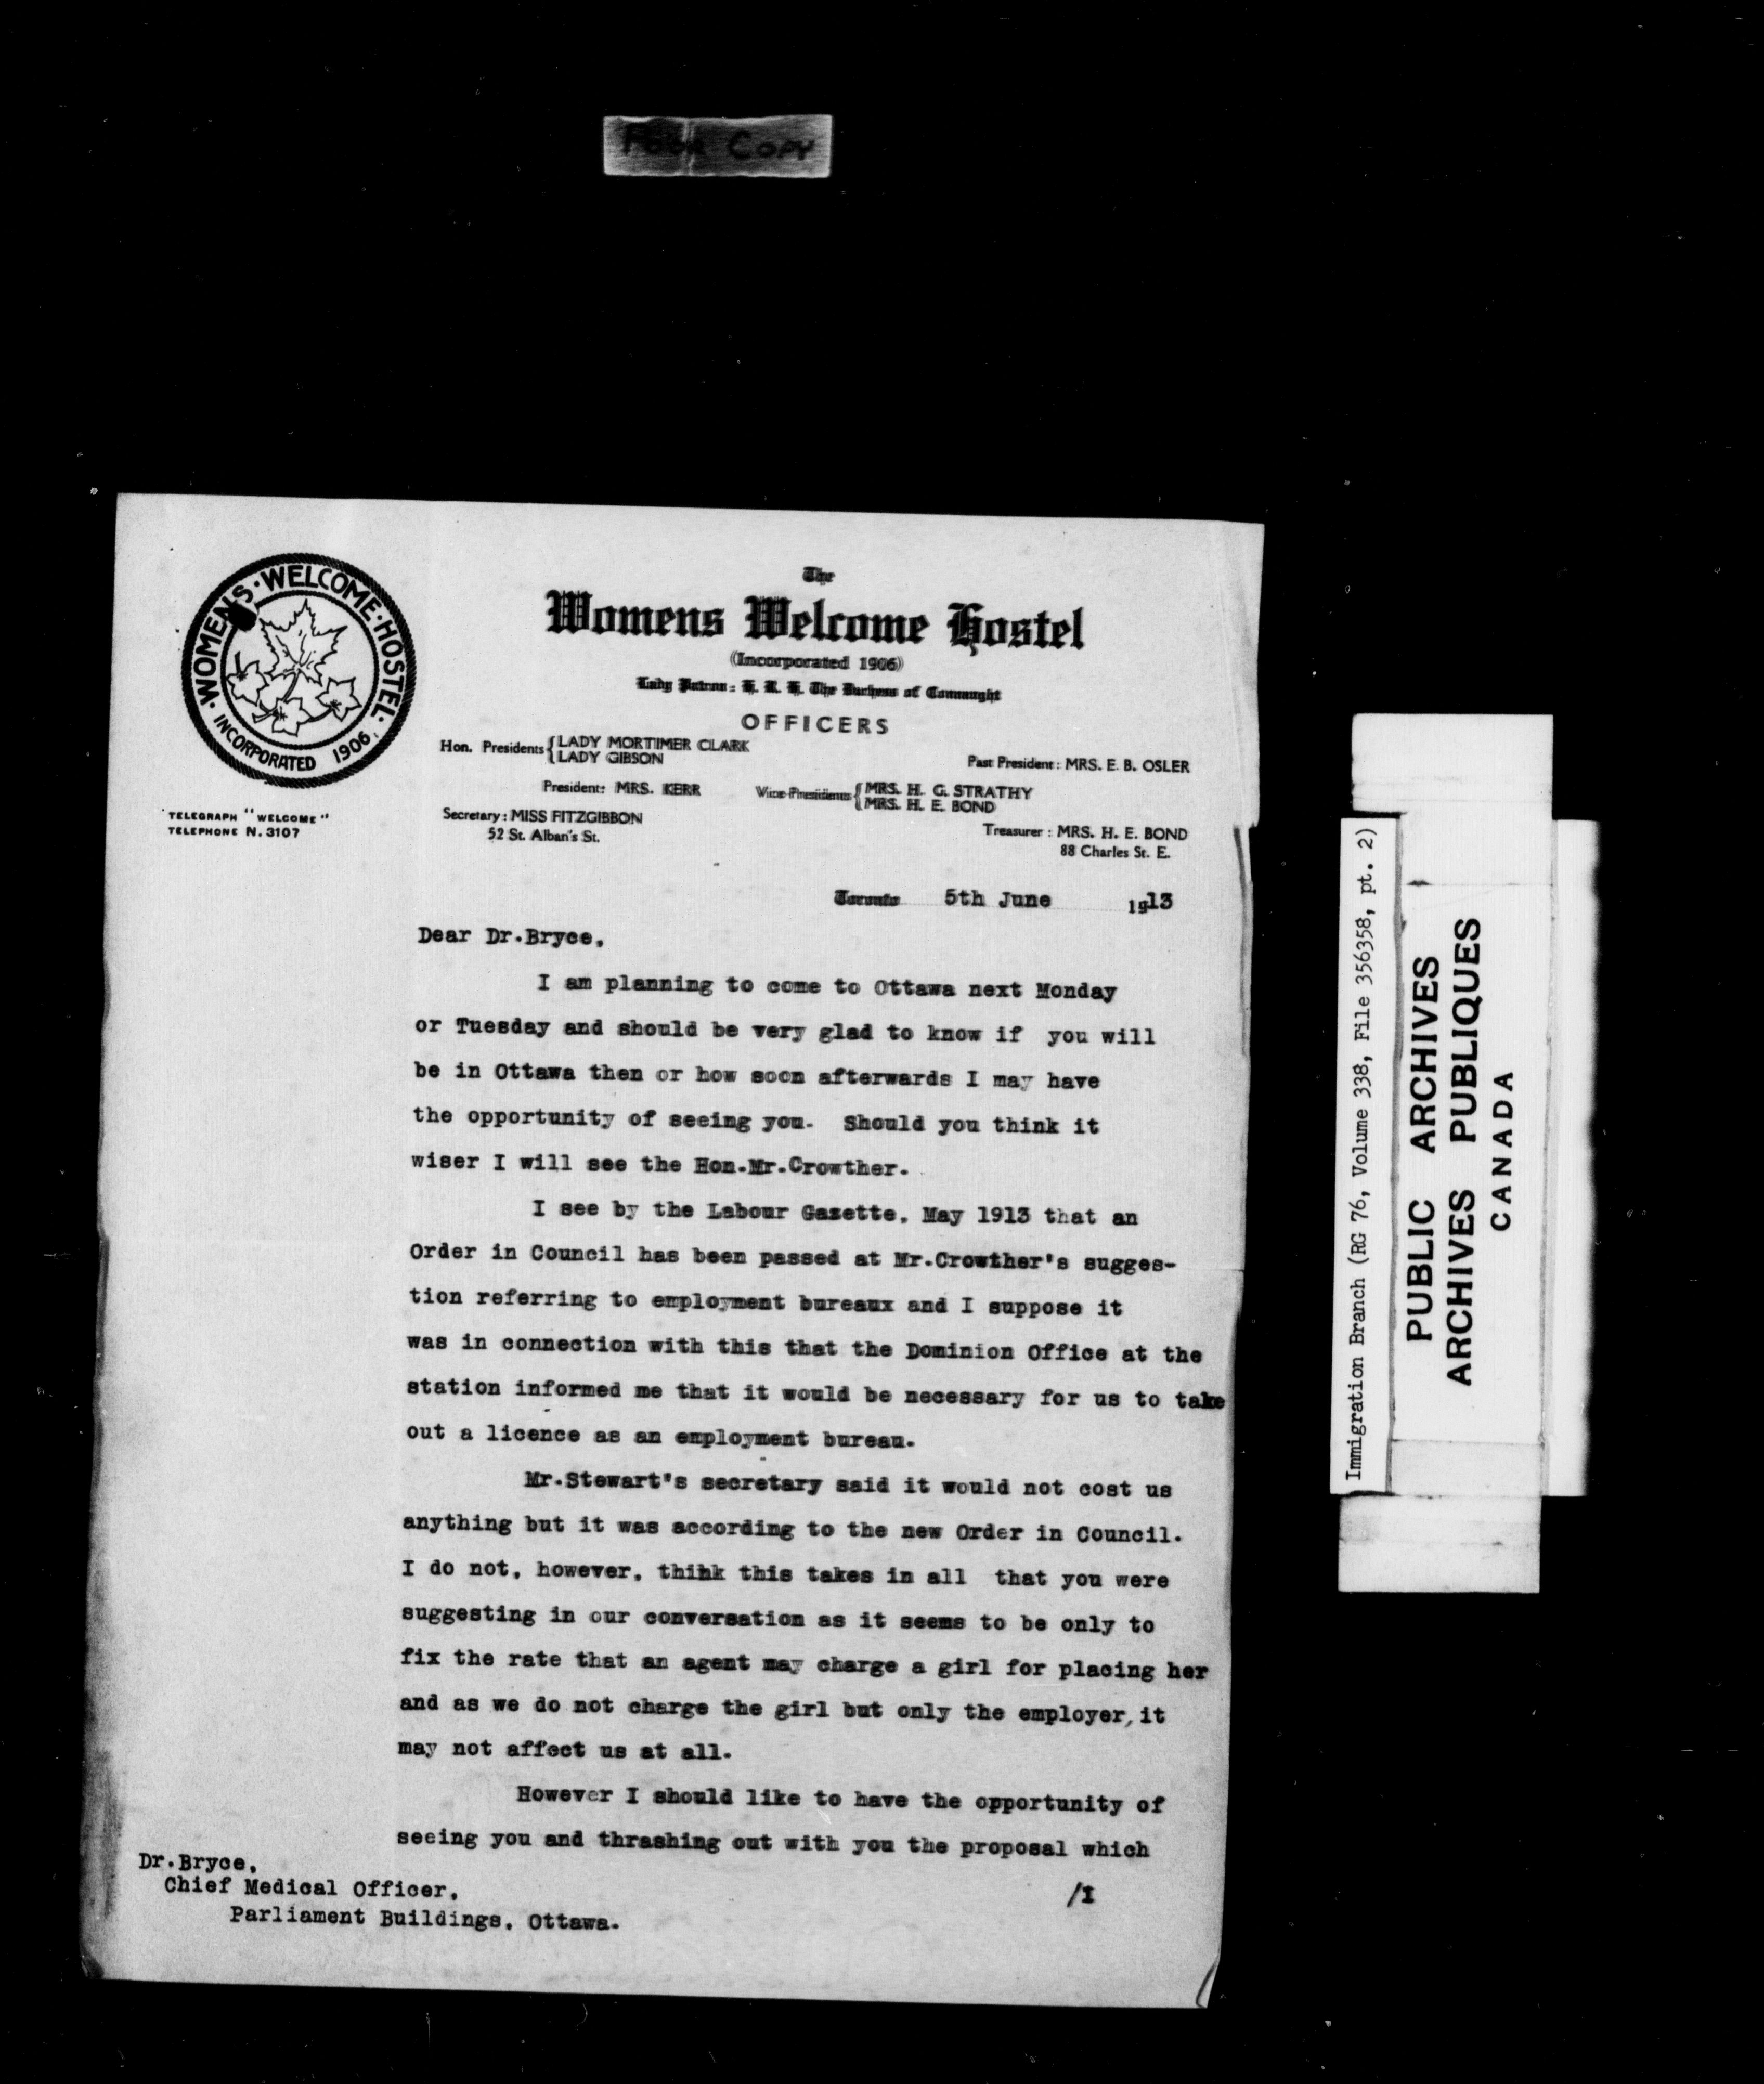 Poor Copy
WOMENS·WELCOME·HOSTEL·
INCORPORATED 1906
TELEGRAPH "WELCOME"
TELEPHONE N. 3107
The
Womens Welcome Hostel
(Incorporated 1906)
Lady Patron: H. R. H. The Duchess of Connaught
OFFICERS
Hon. Presidents { LADY MORTIMER CLARK
LADY GIBSON
Past President: MRS. E. B. OSLER
President: MRS. KERR
Vice-Presidents { MRS. H. G. STRATHY
MRS. H. E. BOND
Secretary: MISS FITZGIBBON
52 St. Alban's St.
Treasurer: MRS. H. E. BOND
88 Charles St. E.
Toronto 5th June 1913
Dear Dr.Bryce,
I am planning to come to Ottawa next Monday
or Tuesday and should be very glad to know if you will
be in Ottawa then or how soon afterwards I may have
the opportunity of seeing you. Should you think it
wiser I will see the Hon.Mr.Crowther.
I see by the Labour Gazette, May 1913 that an
Order in Council has been passed at Mr.Crowther's sugges-
tion referring to employment bureaux and I suppose it
was in connection with this that the Dominion Office at the
station informed me that it would be necessary for us to take
out a licence as an employment bureau.
Mr.Stewart's secretary said it would not cost us
anything but it was according to the new Order in Council.
I do not, however, thihk this takes in all that you were
suggesting in our conversation as it seems to be only to
fix the rate that an agent may charge a girl for placing her
and as we do not charge the girl but only the employer, it
may not affect us at all.
However I should like to have the opportunity of
seeing you and thrashing out with you the proposal which
/I
Dr.Bryce,
Chief Medical Officer,
Parliament Buildings, Ottawa.
Immigration Branch (RG 76, Volume 338, File 356358, pt. 2)
PUBLIC ARCHIVES
ARCHIVES PUBLIQUES
CANADA